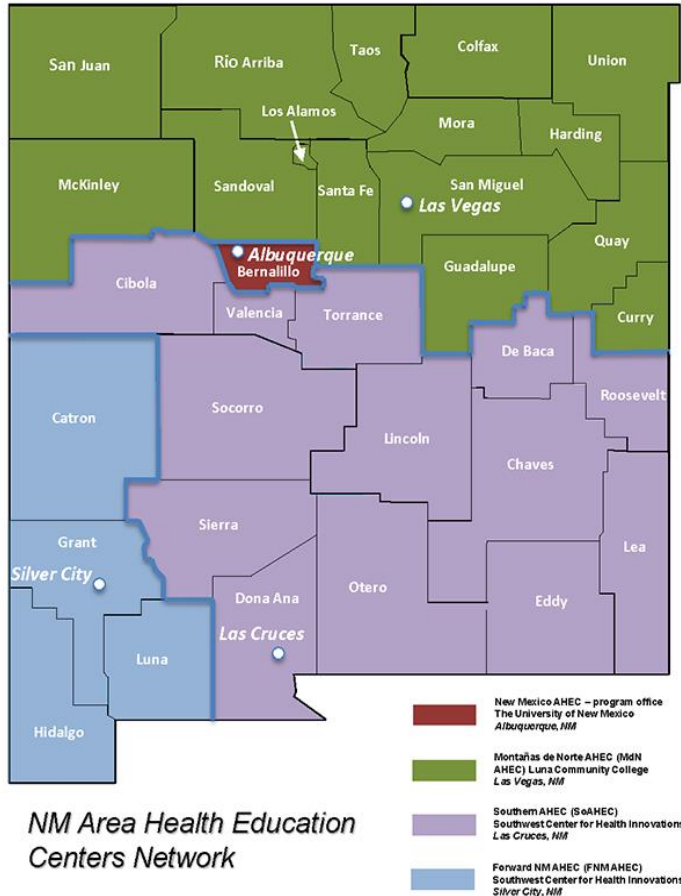 San Juan
Rio Arriba
Taos
Colfax
Union
Los Alamos
Mora
Harding
McKinley
Sandoval
Santa Fe
San Miguel
Las Vegas
Quay
Albuquerque
Bernalillo
Guadalupe
Cibola
Valencia
Torrance
Curry
De Baca
Roosevelt
Catron
Socorro
Lincoln
Chaves
Sierra
Lea
Grant
Silver City
Otero
Eddy
Dona Ana
Las Cruces
Luna
Hidalgo
New Mexico AHEC – program office
The University of New Mexico
Albuquerque, NM
Montañas de Norte AHEC (MdN
AHEC) Luna Community College
Las Vegas, NM
Southern AHEC (SoAHEC)
Southwest Center for Health Innovations
Las Cruces, NM
Forward NM AHEC (FNMAHEC)
Southwest Center for Health Innovations
Silver City, NM
NM Area Health Education
Centers Network